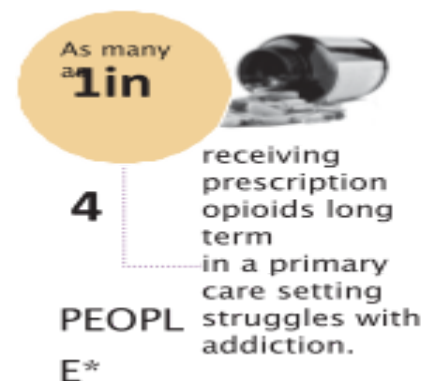 As many
as
1in
4
PEOPL
E*
receiving
prescription
opioids long
term
in a primary
care setting
struggles with
addiction.